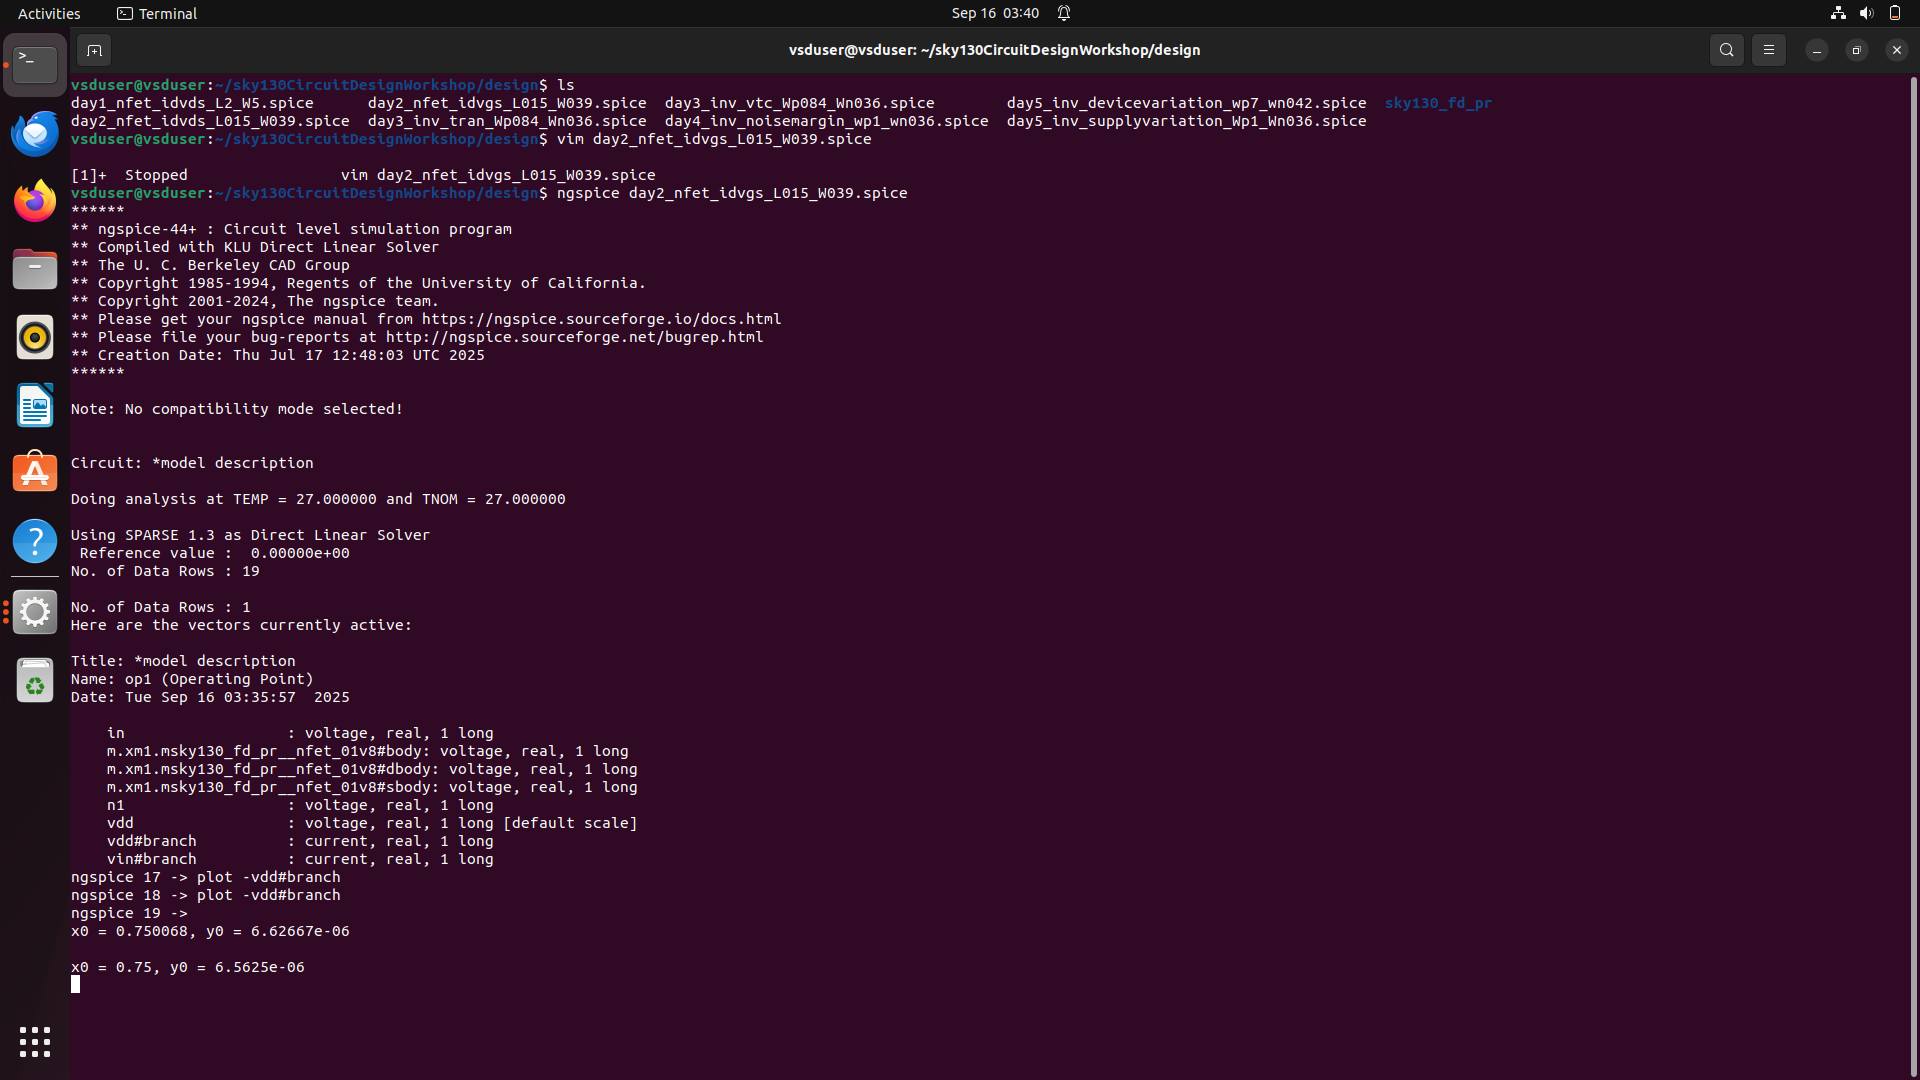 Activities
Terminal
Sep 16 03:40
vsduser@vsduser: ~/sky130CircuitDesignWorkshop/design
vsduser@vsduser:~/sky130CircuitDesignWorkshop/design$ ls
day1_nfet_idvds_L2_W5.spice day2_nfet_idvgs_L015_W039.spice day3_inv_vtc_Wp084_Wn036.spice day5_inv_devicevariation_wp7_wn042.spice sky130_fd_pr
day2_nfet_idvds_L015_W039.spice day3_inv_tran_Wp084_Wn036.spice day4_inv_noisemargin_wp1_wn036.spice day5_inv_supplyvariation_Wp1_Wn036.spice
vsduser@vsduser:~/sky130CircuitDesignWorkshop/design$ vim day2_nfet_idvgs_L015_W039.spice
[1]+  Stopped                 vim day2_nfet_idvgs_L015_W039.spice
vsduser@vsduser:~/sky130CircuitDesignWorkshop/design$ ngspice day2_nfet_idvgs_L015_W039.spice
******
** ngspice-44+ : Circuit level simulation program
** Compiled with KLU Direct Linear Solver
** The U. C. Berkeley CAD Group
** Copyright 1985-1994, Regents of the University of California.
** Copyright 2001-2024, The ngspice team.
** Please get your ngspice manual from https://ngspice.sourceforge.io/docs.html
** Please file your bug-reports at http://ngspice.sourceforge.net/bugrep.html
** Creation Date: Thu Jul 17 12:48:03 UTC 2025
******
Note: No compatibility mode selected!
Circuit: *model description
Doing analysis at TEMP = 27.000000 and TNOM = 27.000000
Using SPARSE 1.3 as Direct Linear Solver
 Reference value :  0.00000e+00
No. of Data Rows : 19
No. of Data Rows : 1
Here are the vectors currently active:
Title: *model description
Name: op1 (Operating Point)
Date: Tue Sep 16 03:35:57  2025
    in                  : voltage, real, 1 long
    m.xm1.msky130_fd_pr__nfet_01v8#body: voltage, real, 1 long
    m.xm1.msky130_fd_pr__nfet_01v8#dbody: voltage, real, 1 long
    m.xm1.msky130_fd_pr__nfet_01v8#sbody: voltage, real, 1 long
    n1                  : voltage, real, 1 long
    vdd                 : voltage, real, 1 long [default scale]
    vdd#branch          : current, real, 1 long
    vin#branch          : current, real, 1 long
ngspice 17 -> plot -vdd#branch
ngspice 18 -> plot -vdd#branch
ngspice 19 ->
x0 = 0.750068, y0 = 6.62667e-06
x0 = 0.75, y0 = 6.5625e-06